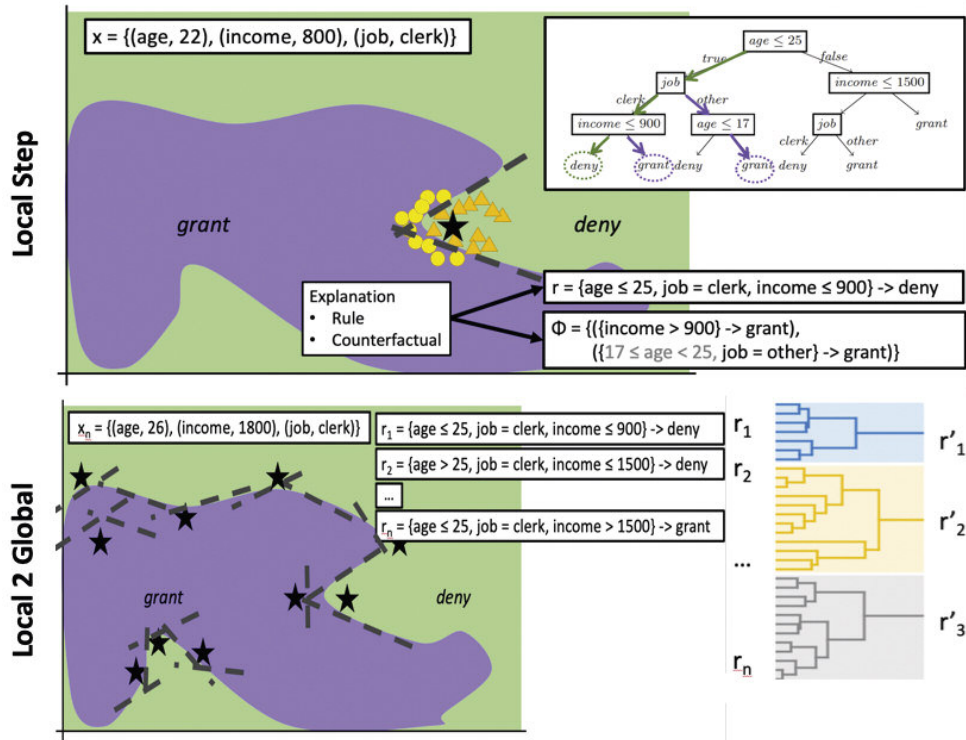 Local Step
x = {(age, 22), (income, 800), (job, clerk)}
grant
deny
age ≤ 25
true
false
job
income ≤ 1500
clerk
other
income ≤ 900
age ≤ 17
job
grant
clerk
other
deny
grant
deny
grant
deny
grant
Explanation
• Rule
• Counterfactual
r = {age ≤ 25, job = clerk, income ≤ 900} -> deny
Φ = {({income > 900} -> grant),
({17 ≤ age < 25, job = other} -> grant)}
Local 2 Global
xn = {(age, 26), (income, 1800), (job, clerk)}
grant
deny
r1 = {age ≤ 25, job = clerk, income ≤ 900} -> deny
r2 = {age > 25, job = clerk, income ≤ 1500} -> deny
...
rn = {age ≤ 25, job = clerk, income > 1500} -> grant
r1
r2
...
rn
r'1
r'2
r'3